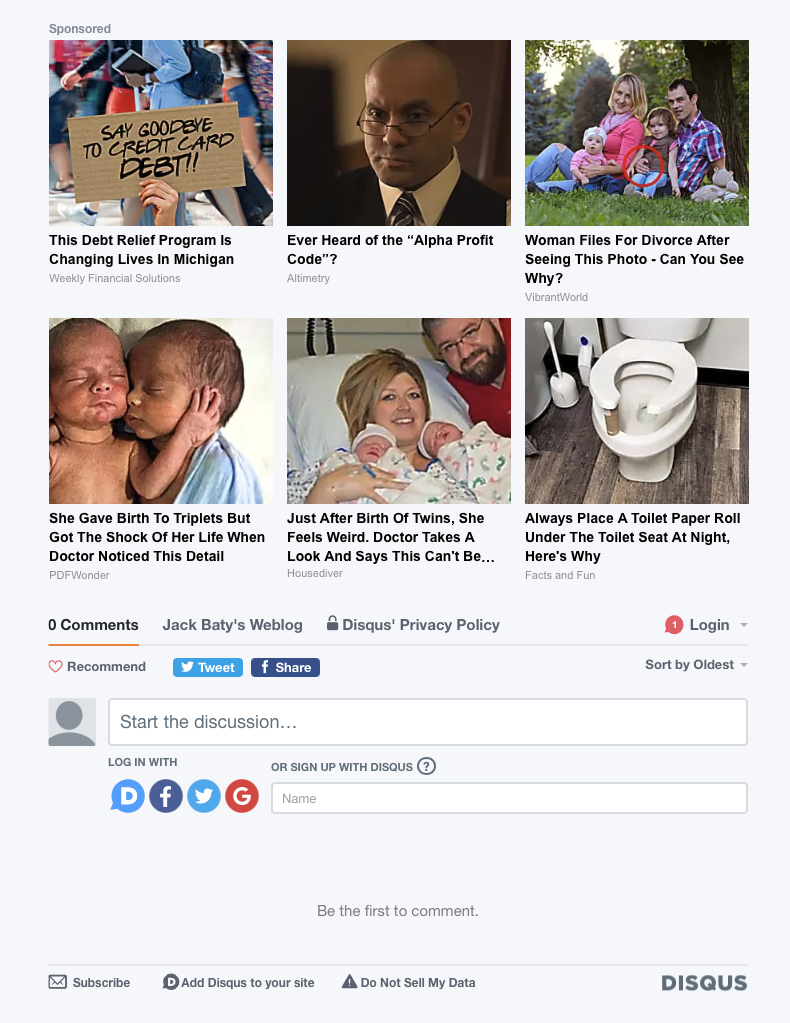 Sponsored
SAY GOODBYE
TO CREDIT CARD
DEBT!!
This Debt Relief Program Is
Changing Lives In Michigan
Weekly Financial Solutions
Ever Heard of the “Alpha Profit
Code”?
Altimetry
Woman Files For Divorce After
Seeing This Photo - Can You See
Why?
VibrantWorld
She Gave Birth To Triplets But
Got The Shock Of Her Life When
Doctor Noticed This Detail
PDFWonder
Just After Birth Of Twins, She
Feels Weird. Doctor Takes A
Look And Says This Can't Be…
Housediver
Always Place A Toilet Paper Roll
Under The Toilet Seat At Night,
Here's Why
Facts and Fun
0 Comments Jack Baty's Weblog Disqus' Privacy Policy 1 Login
Recommend Tweet f Share Sort by Oldest
Start the discussion…
LOG IN WITH
OR SIGN UP WITH DISQUS ?
D f G
Name
Be the first to comment.
Subscribe D Add Disqus to your site Do Not Sell My Data DISQUS